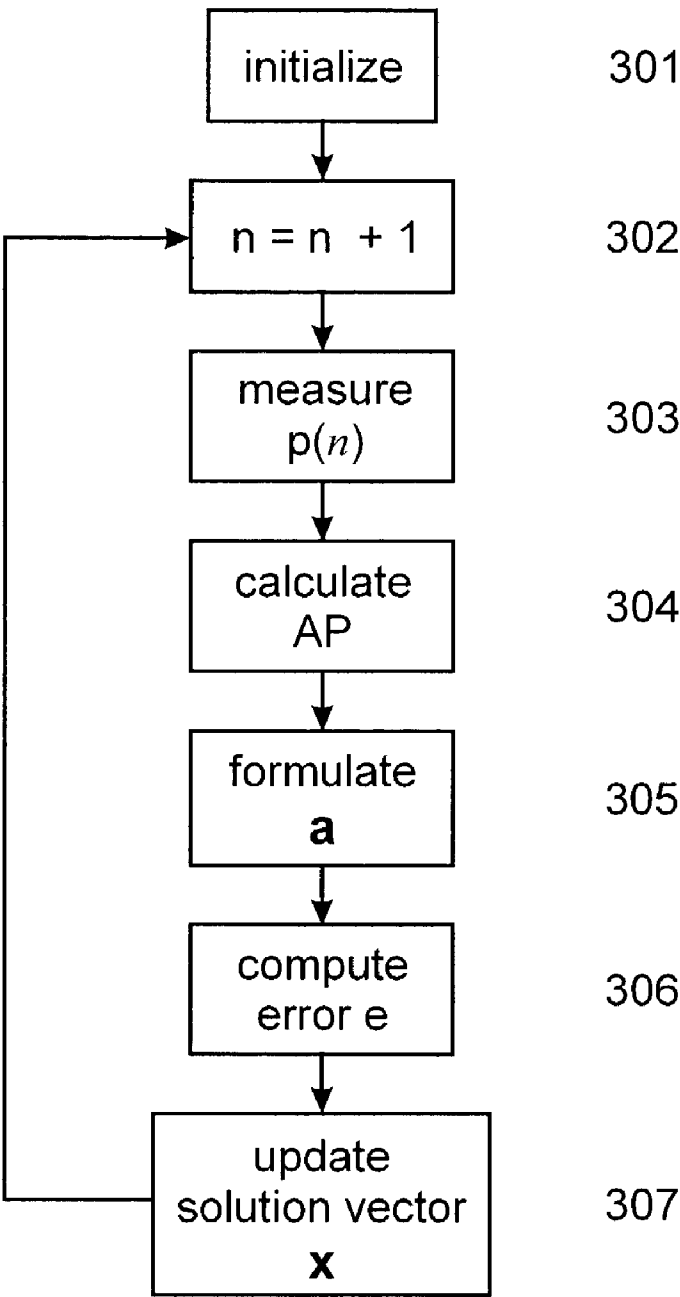 initialize 301
n = n + 1 302
measure
p(n) 303
calculate
AP 304
formulate
a 305
compute
error e 306
update
solution vector 307
x